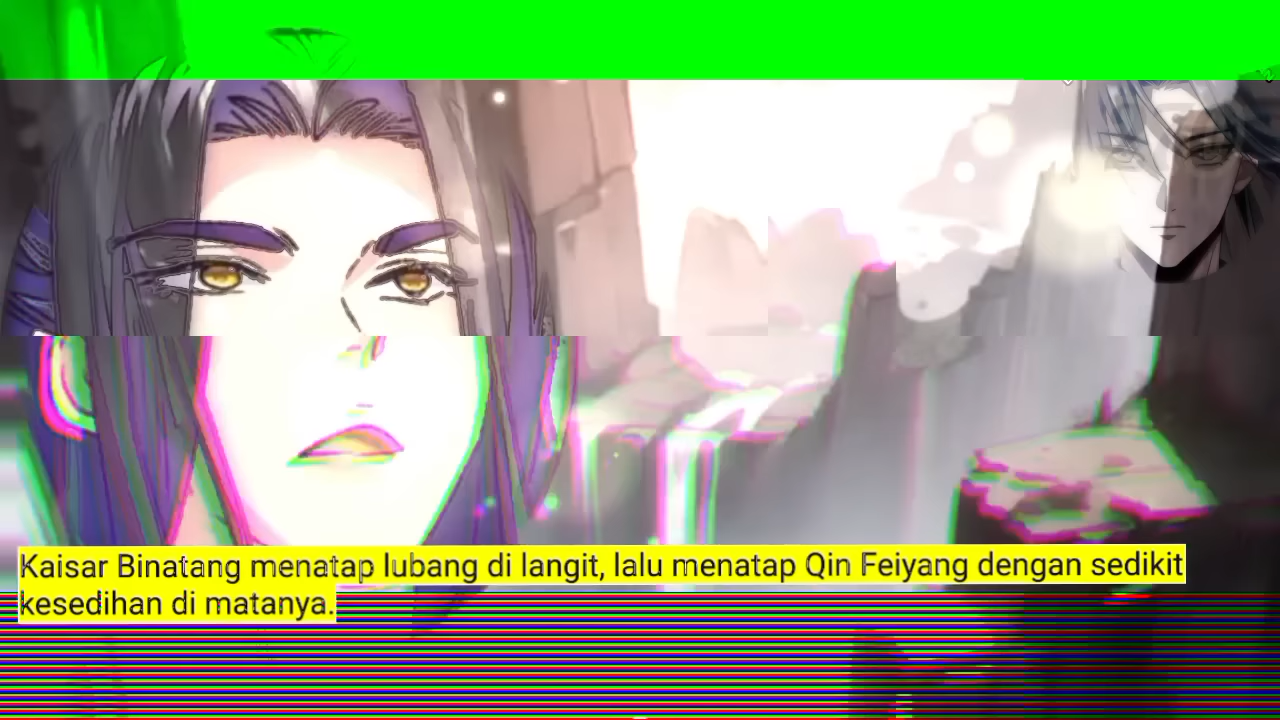 Kaisar Binatang menatap lubang di langit, lalu menatap Qin Feiyang dengan sedikit
kesedihan di matanya.